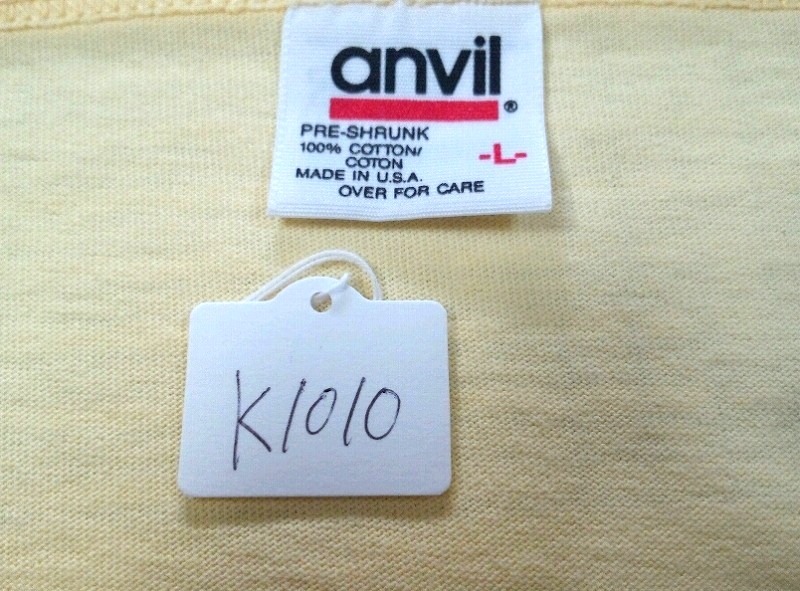 anvil®
PRE-SHRUNK
100% COTTON/
COTON
-L-
MADE IN U.S.A.
OVER FOR CARE
K1010